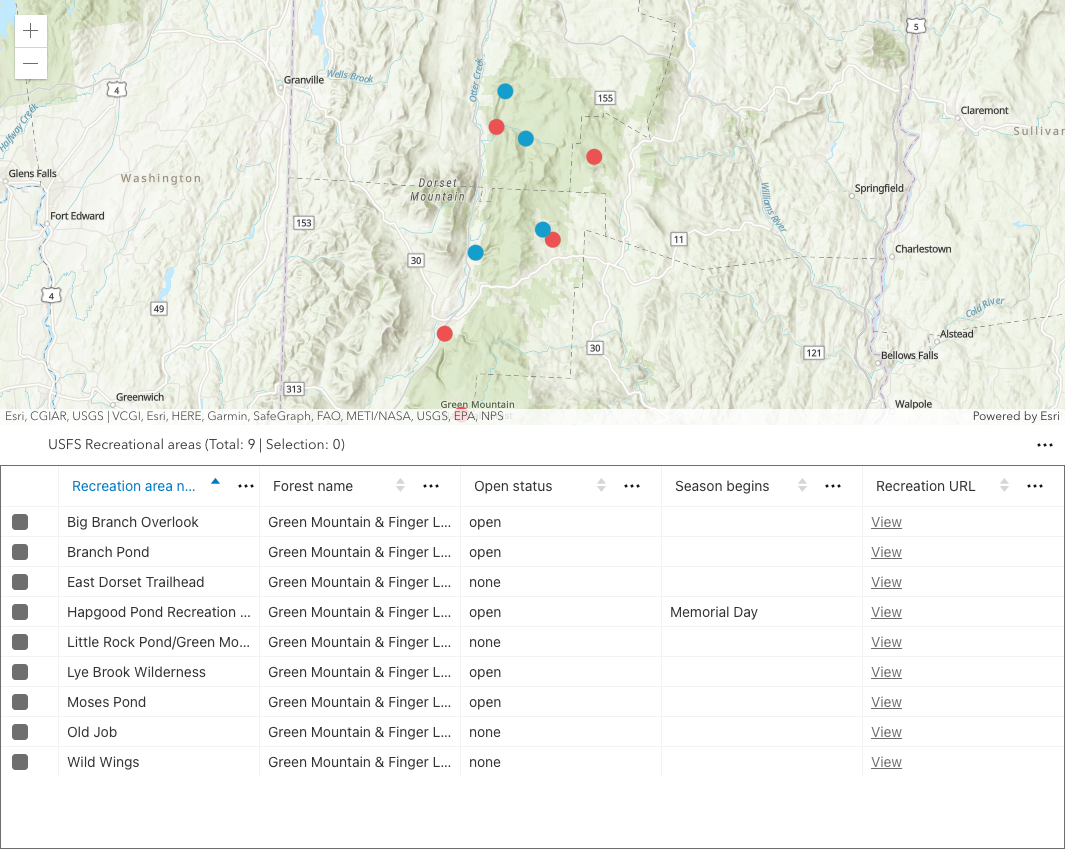 5
155
Otter Creek
Granville
Wells Brook
4
Claremont
Sullivar
Halfway Creek
Glens Falls
Washington
Dorset
Mountain
Springfield
Williams River
Fort Edward
153
11
Charlestown
30
4
49
Cold River
Alstead
30
121
Bellows Falls
313
Greenwich
Green Mountain
Walpole
Esri, CGIAR, USGS | VCGI, Esri, HERE, Garmin, SafeGraph, FAO, METI/NASA, USGS, EPA, NPS
Powered by Esri
USFS Recreational areas (Total: 9 | Selection: 0)
Recreation area n... Forest name Open status Season begins Recreation URL
Big Branch Overlook Green Mountain & Finger L... open View
Branch Pond Green Mountain & Finger L... open View
East Dorset Trailhead Green Mountain & Finger L... none View
Hapgood Pond Recreation ... Green Mountain & Finger L... open Memorial Day View
Little Rock Pond/Green Mo... Green Mountain & Finger L... none View
Lye Brook Wilderness Green Mountain & Finger L... open View
Moses Pond Green Mountain & Finger L... open View
Old Job Green Mountain & Finger L... none View
Wild Wings Green Mountain & Finger L... none View